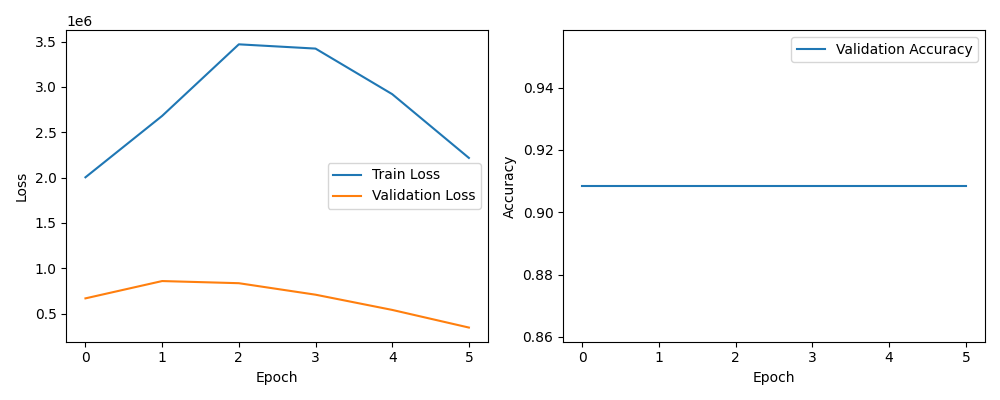 1e6
3.5
3.0
2.5
2.0
1.5
1.0
0.5
Loss
Train Loss
Validation Loss
0 1 2 3 4 5
Epoch
Validation Accuracy
0.94
0.92
0.90
0.88
0.86
Accuracy
0 1 2 3 4 5
Epoch